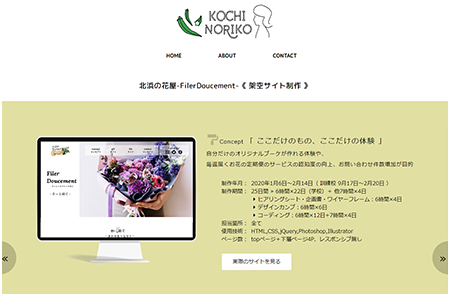 KOCHI
NORIKO
HOME
ABOUT
CONTACT
北浜の花屋-FilerDoucement-《 架空サイト制作 》
Concept 「 ここだけのもの、ここだけの体験 」
自分だけのオリジナルブーケが作れる体験や、
毎週届くお花の定期便のサービスの認知度の向上、お問い合わせ件数増加が目的
Filer
Doucement
制作年月： 2020年1月6日〜2月14日（ 訓練校 9月17日〜2月20日 ）
制作期間： 25日間 > 6時間×22日（学校）＋ 他7時間×4日
ヒアリングシート・企画書・ワイヤーフレーム：6時間×4日
デザインカンプ：6時間×6日
コーディング：6時間×12日+7時間×4日
担当箇所： 全て
使用技術： HTML,CSS,jQuery,Photoshop,Illustrator
ページ数： topページ+下層ページ4P、レスポンシブ無し
実際のサイトを見る